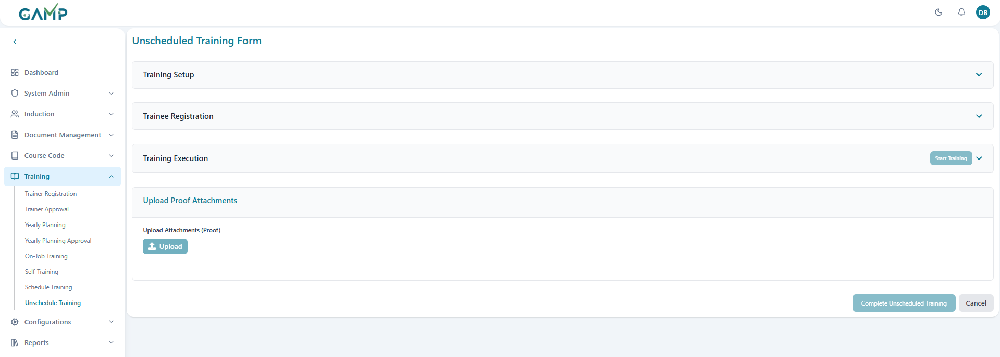 GAMP
DB
Unscheduled Training Form
Dashboard
System Admin
Induction
Document Management
Course Code
Training
Trainer Registration
Trainer Approval
Yearly Planning
Yearly Planning Approval
On-Job Training
Self-Training
Schedule Training
Unschedule Training
Configurations
Reports
Training Setup
Trainee Registration
Training Execution
Start Training
Upload Proof Attachments
Upload Attachments (Proof)
Upload
Complete Unscheduled Training
Cancel